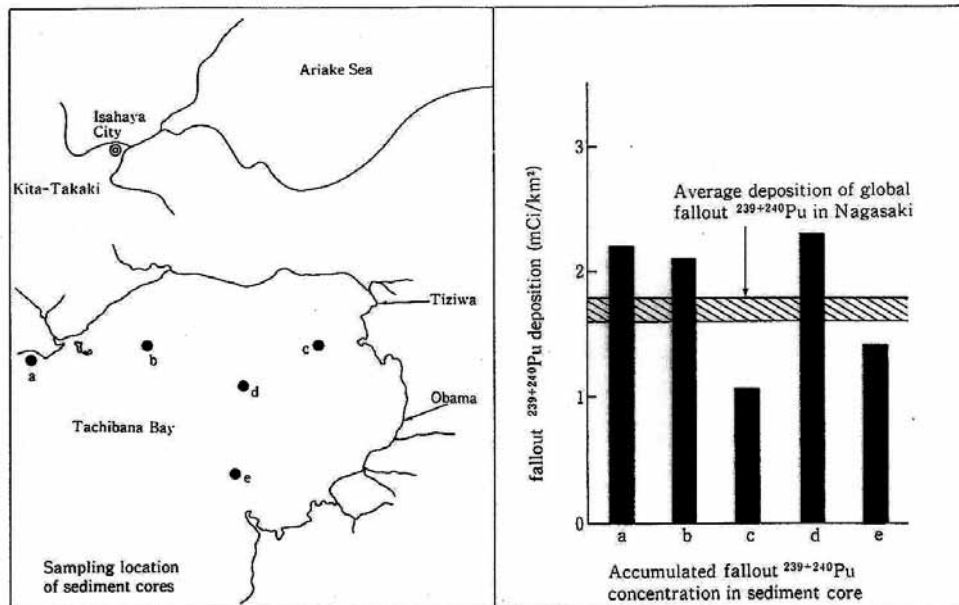 Ariake Sea
Isahaya
City
Kita-Takaki
Tiziwa
a
b
c
d
Obama
Tachibana Bay
e
Sampling location
of sediment cores
fallout ²³⁹⁺²⁴⁰Pu deposition (mCi/km²)
3
2
1
0
Average deposition of global
fallout ²³⁹⁺²⁴⁰Pu in Nagasaki
a b c d e
Accumulated fallout ²³⁹⁺²⁴⁰Pu
concentration in sediment core